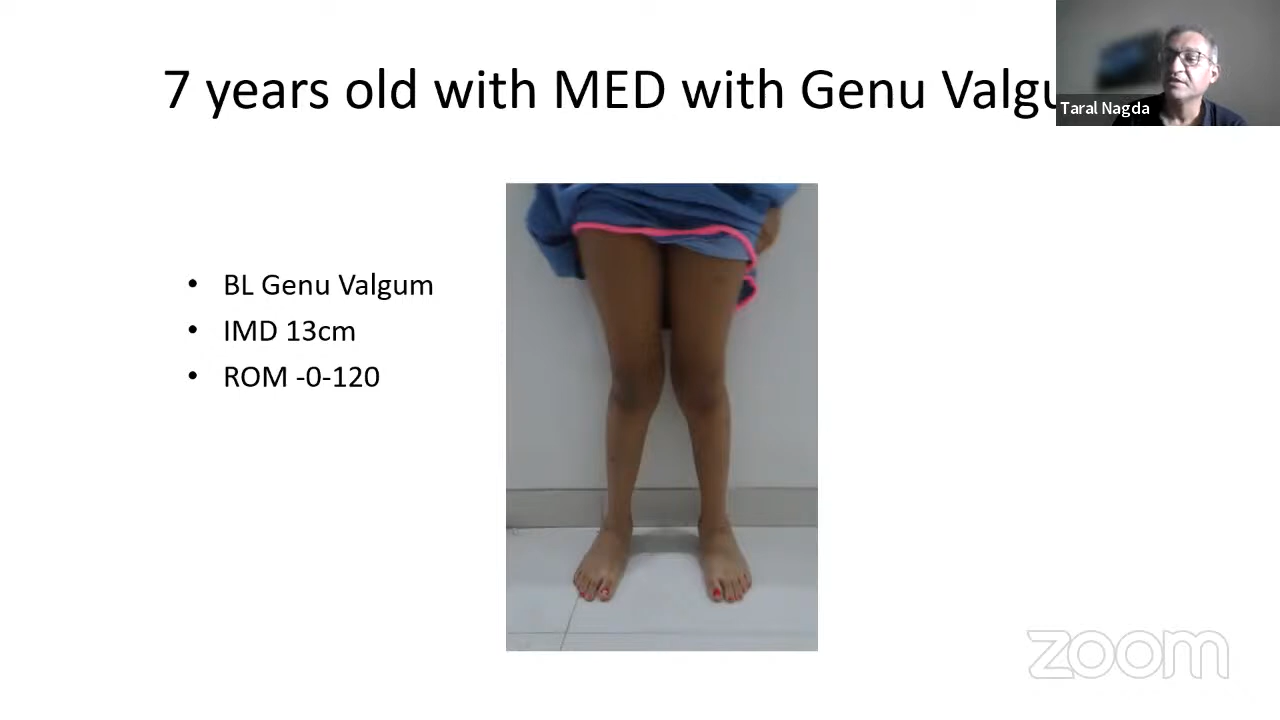 7 years old with MED with Genu Valgu
Taral Nagda
• BL Genu Valgum
• IMD 13cm
• ROM -0-120
zoom